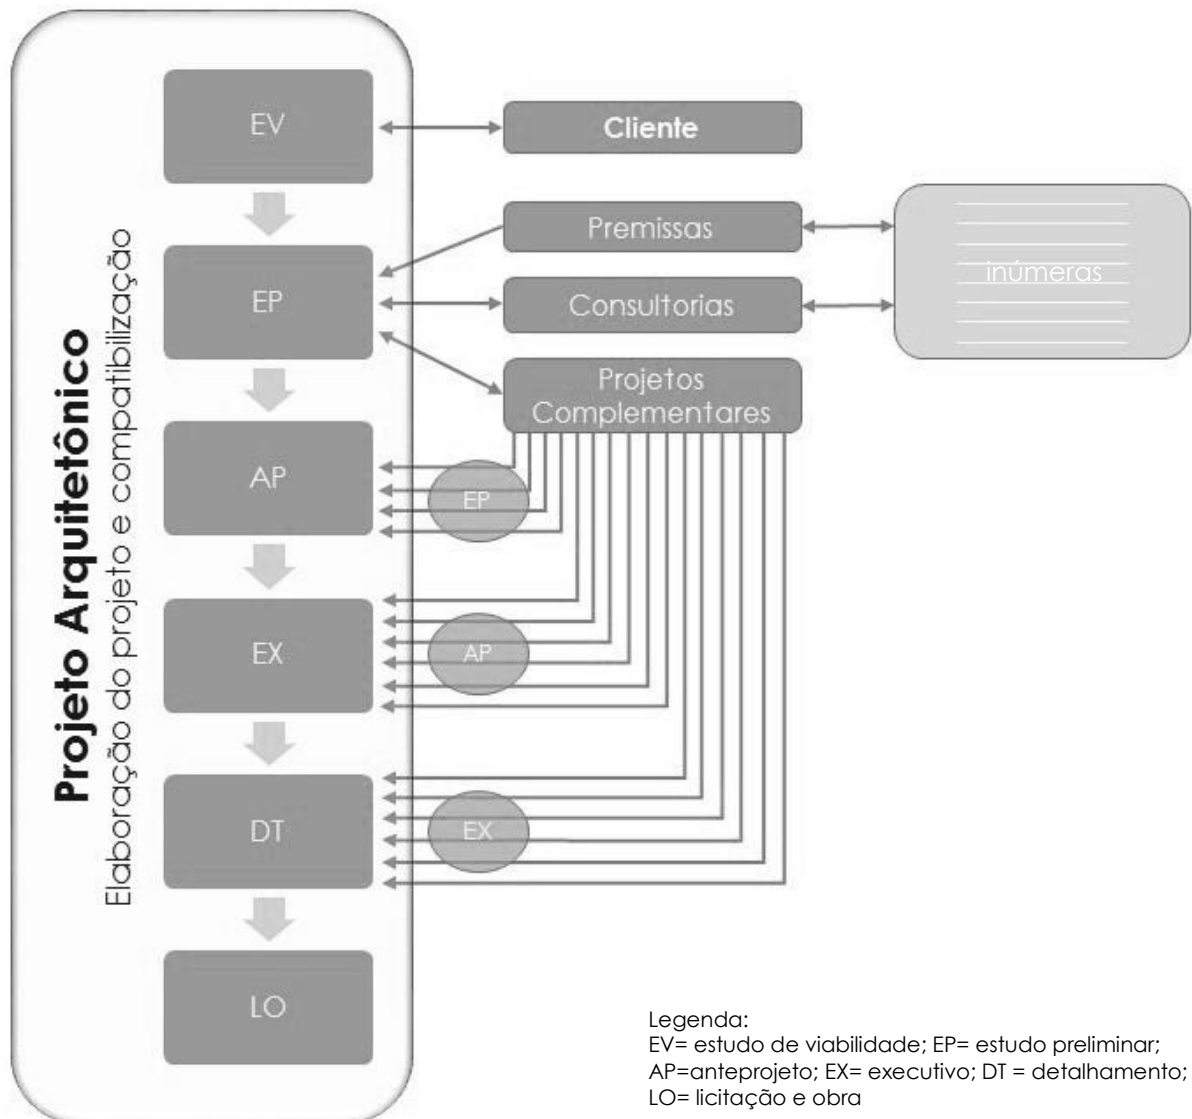 Projeto Arquitetônico
Elaboração do projeto e compatibilização
EV
Cliente
Premissas
inúmeras
EP
Consultorias
Projetos
Complementares
AP
EP
EX
AP
DT
EX
LO
Legenda:
EV= estudo de viabilidade; EP= estudo preliminar;
AP=anteprojeto; EX= executivo; DT = detalhamento;
LO= licitação e obra